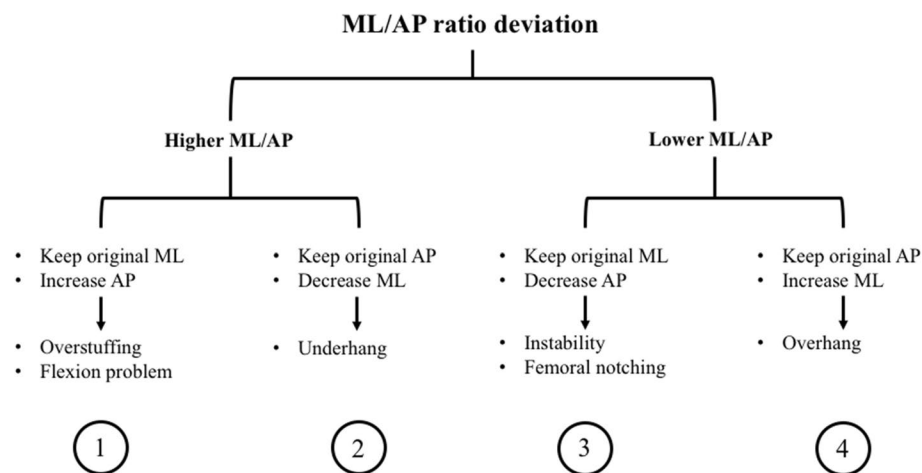 ML/AP ratio deviation
Higher ML/AP
Lower ML/AP
• Keep original ML
• Increase AP
• Overstuffing
• Flexion problem
1
• Keep original AP
• Decrease ML
• Underhang
2
• Keep original ML
• Decrease AP
• Instability
• Femoral notching
3
• Keep original AP
• Increase ML
• Overhang
4